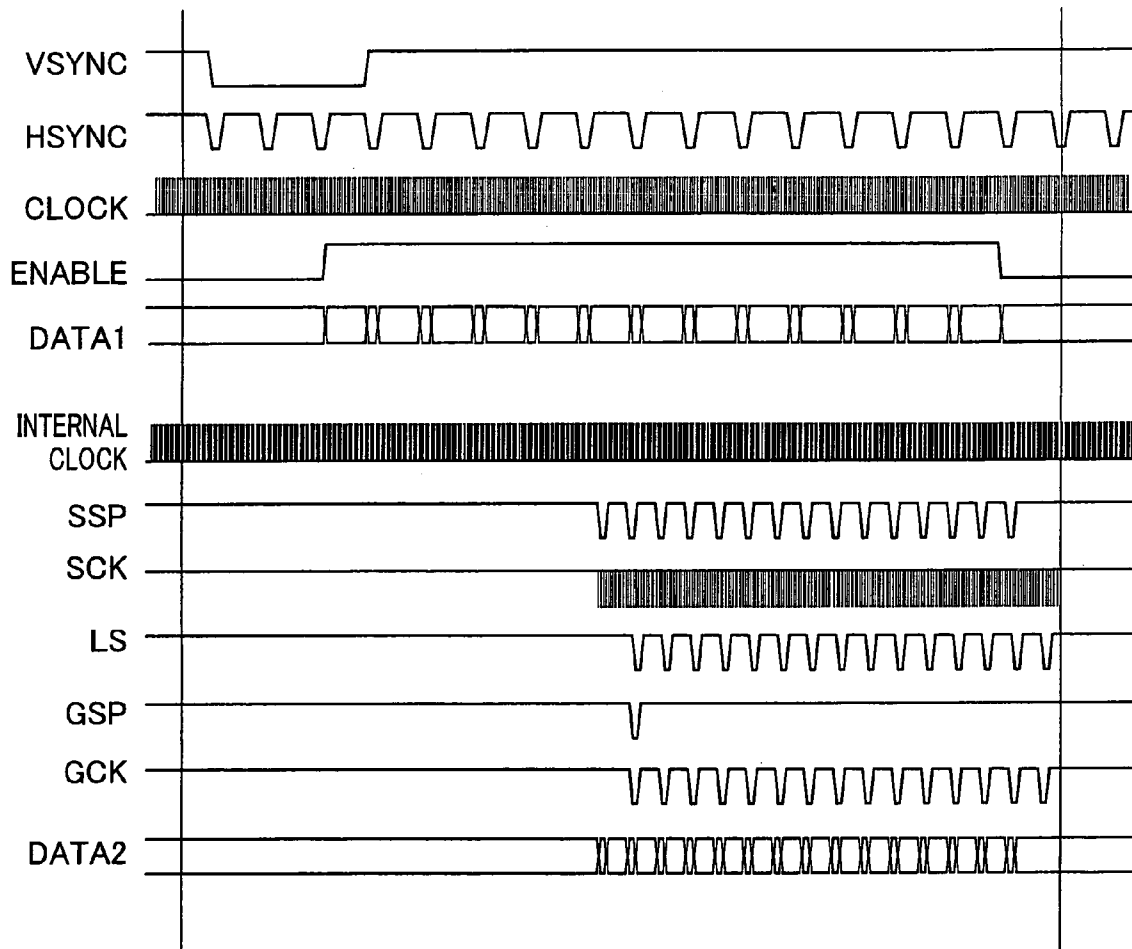 VSYNC
HSYNC
CLOCK
ENABLE
DATA1
INTERNAL
CLOCK
SSP
SCK
LS
GSP
GCK
DATA2